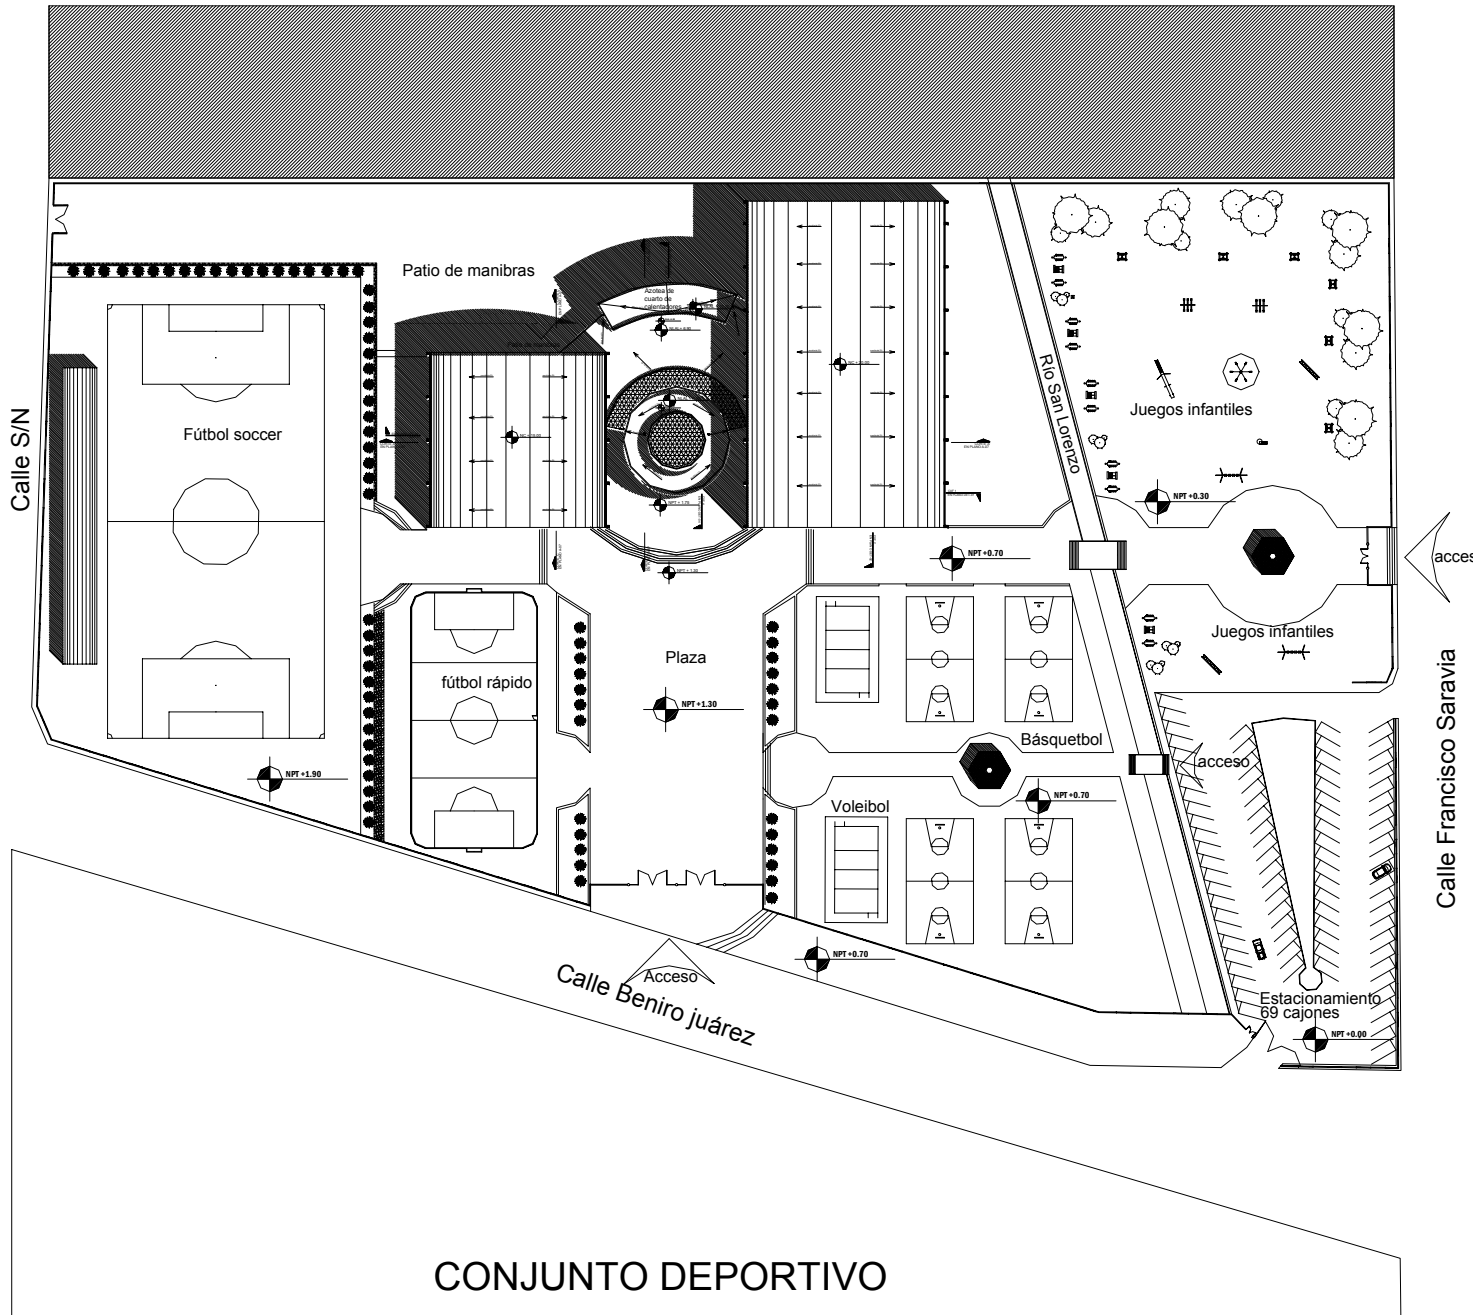 Patio de manibras
Azotea de
cuarto de
calentadores
Calle S/N
Fútbol soccer
Río San Lorenzo
Juegos infantiles
NPT +0.30
NPT + 1.30
NPT +0.70
acces
Juegos infantiles
Plaza
fútbol rápido
NPT +1.30
Básquetbol
acceso
NPT +1.90
NPT +0.70
Voleibol
Calle Francisco Saravia
NPT +0.70
Acceso
Calle Beniro juárez
Estacionamiento
69 cajones
NPT +0.00
CONJUNTO DEPORTIVO